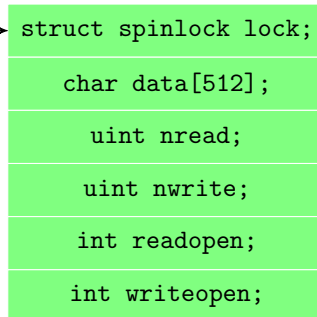 struct spinlock lock;
char data[512];
uint nread;
uint nwrite;
int readopen;
int writeopen;